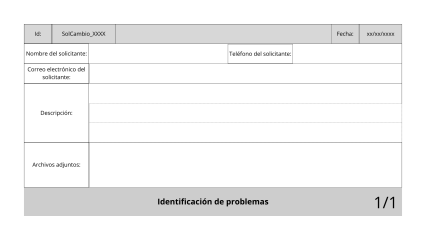 Id: SolCambio_XXXX Fecha: xx/xx/xxxx
Nombre del solicitante: Teléfono del solicitante:
Correo electrónico del
solicitante:
Descripción:
Archivos adjuntos:
Identificación de problemas 1/1